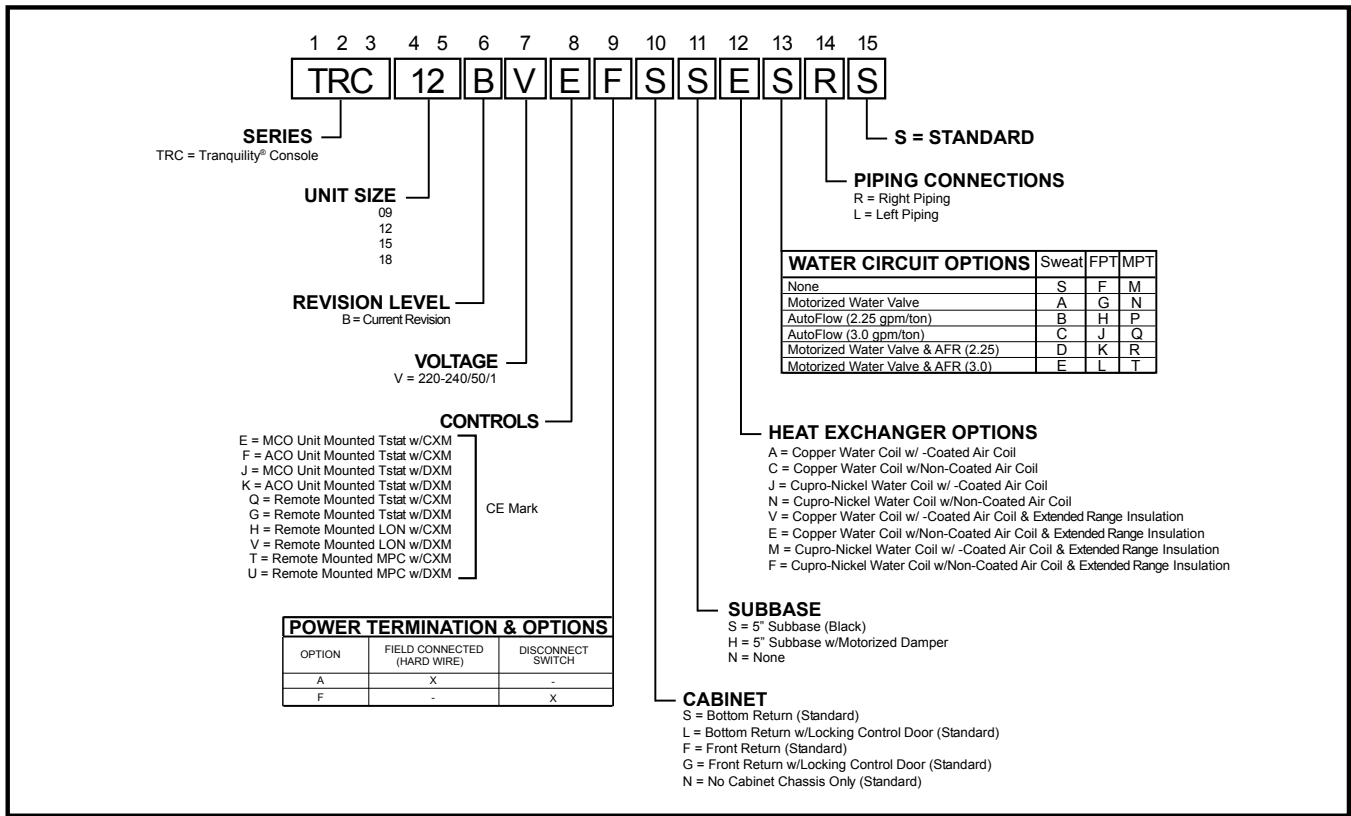 1 2 3 4 5 6 7 8 9 10 11 12 13 14 15
TRC 12 B V E F S S E S R S
SERIES
TRC = Tranquility® Console
UNIT SIZE
09
12
15
18
REVISION LEVEL
B = Current Revision
VOLTAGE
V = 220-240/50/1
CONTROLS
E = MCO Unit Mounted Tstat w/CXM
F = ACO Unit Mounted Tstat w/CXM
J = MCO Unit Mounted Tstat w/DXM
K = ACO Unit Mounted Tstat w/DXM
Q = Remote Mounted Tstat w/CXM
G = Remote Mounted Tstat w/DXM
H = Remote Mounted LON w/CXM
V = Remote Mounted LON w/DXM
T = Remote Mounted MPC w/CXM
U = Remote Mounted MPC w/DXM
CE Mark
POWER TERMINATION & OPTIONS
OPTION FIELD CONNECTED (HARD WIRE) DISCONNECT SWITCH
A X -
F - X
S = STANDARD
PIPING CONNECTIONS
R = Right Piping
L = Left Piping
WATER CIRCUIT OPTIONS Sweat FPT MPT
None S F M
Motorized Water Valve A G N
AutoFlow (2.25 gpm/ton) B H P
AutoFlow (3.0 gpm/ton) C J Q
Motorized Water Valve & AFR (2.25) D K R
Motorized Water Valve & AFR (3.0) E L T
HEAT EXCHANGER OPTIONS
A = Copper Water Coil w/ -Coated Air Coil
C = Copper Water Coil w/Non-Coated Air Coil
J = Cupro-Nickel Water Coil w/ -Coated Air Coil
N = Cupro-Nickel Water Coil w/Non-Coated Air Coil
V = Copper Water Coil w/ -Coated Air Coil & Extended Range Insulation
E = Copper Water Coil w/Non-Coated Air Coil & Extended Range Insulation
M = Cupro-Nickel Water Coil w/ -Coated Air Coil & Extended Range Insulation
F = Cupro-Nickel Water Coil w/Non-Coated Air Coil & Extended Range Insulation
SUBBASE
S = 5" Subbase (Black)
H = 5" Subbase w/Motorized Damper
N = None
CABINET
S = Bottom Return (Standard)
L = Bottom Return w/Locking Control Door (Standard)
F = Front Return (Standard)
G = Front Return w/Locking Control Door (Standard)
N = No Cabinet Chassis Only (Standard)